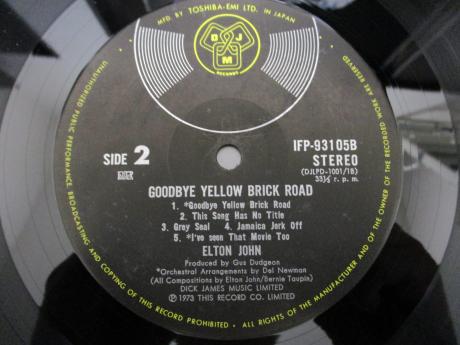 MFD. BY TOSHIBA-EMI LTD. IN JAPAN
DJM
RECORDS
IFP-93105B
STEREO
(DJLPD-1001/1B)
33⅓ r. p. m.
SIDE 2
GOODBYE YELLOW BRICK ROAD
1. *Goodbye Yellow Brick Road
2. This Song Has No Title
3. Grey Seal 4. Jamaica Jerk Off
5. *I've seen That Movie Too
ELTON JOHN
Produced by Gus Dudgeon
*Orchestral Arrangements by Del Newman
(All Compositions by Elton John/Bernie Taupin)
DICK JAMES MUSIC LIMITED
Ⓟ 1973 THIS RECORD CO. LIMITED
UNAUTHORISED PUBLIC PERFORMANCE BROADCASTING AND COPYING OF THIS RECORD PROHIBITED • ALL RIGHTS OF THE MANUFACTURER AND OF THE OWNER OF THE RECORDED WORK ARE RESERVED